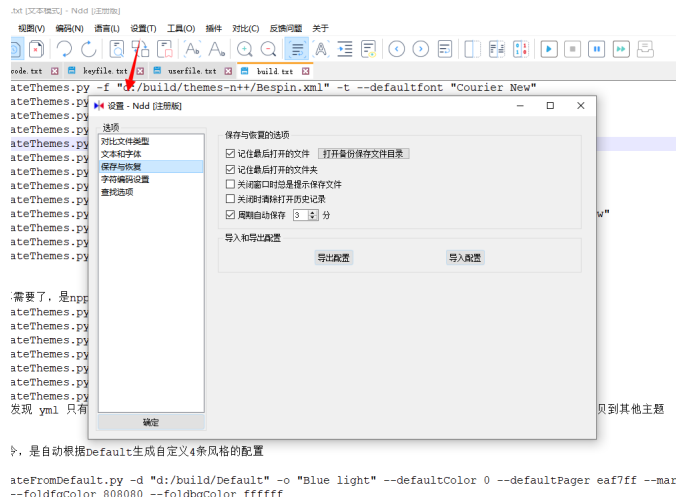 .txt [文本模式] - Ndd [注册版]
视图(V) 编码(N) 语言(L) 设置(T) 工具(O) 插件 对比(C) 反馈问题 关于
code.txt keyfile.txt userfile.txt build.txt
ateThemes.py -f "d:/build/themes-n++/Bespin.xml" -t --defaultfont "Courier New"
ateThemes.py
ateThemes.py
ateThemes.py
ateThemes.py
ateThemes.py
ateThemes.py
ateThemes.py
ateThemes.py
ateThemes.py w"
ateThemes.py
ateThemes.py
ateThemes.py
需要了，是npp
ateThemes.py
ateThemes.py
ateThemes.py
ateThemes.py
ateThemes.py
ateThemes.py
ateThemes.py
发现 yml 只有 贝到其他主题
令，是自动根据Default生成自定义4条风格的配置
ateFromDefault.py -d "d:/build/Default" -o "Blue light" --defaultColor 0 --defaultPager eaf7ff --mar
--foldfgColor 808080 --foldbgColor ffffff
设置 - Ndd [注册版]
选项
对比文件类型
文本和字体
保存与恢复
字符编码设置
查找选项
确定
保存与恢复的选项
记住最后打开的文件 打开备份保存文件目录
记住最后打开的文件夹
关闭窗口时总是提示保存文件
关闭时清除打开历史记录
周期自动保存 3 分
导入和导出配置
导出配置 导入配置